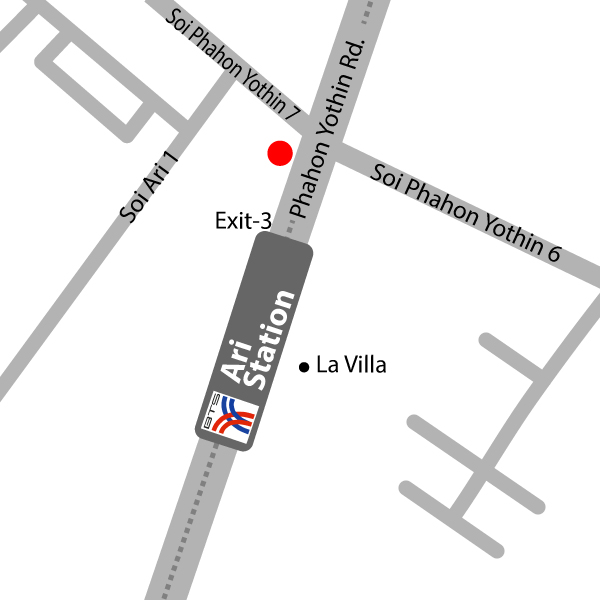 Soi Phahon Yothin 7
Phahon Yothin Rd.
Soi Phahon Yothin 6
Soi Ari 1
Exit-3
Ari
Station
La Villa
BTS